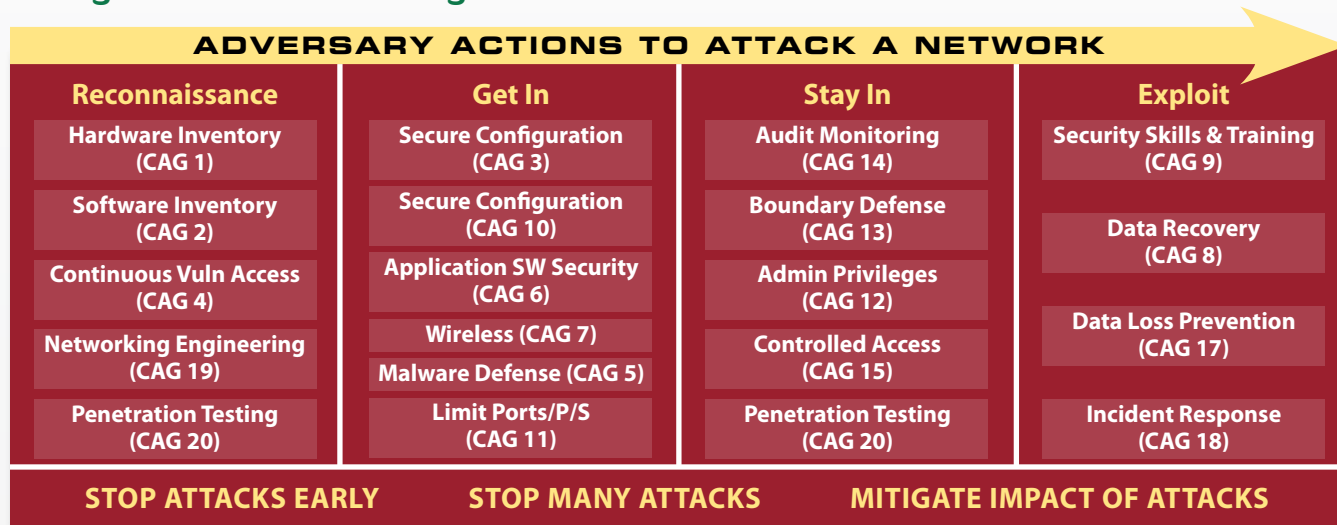 ADVERSARY ACTIONS TO ATTACK A NETWORK
Reconnaissance
Hardware Inventory
(CAG 1)
Software Inventory
(CAG 2)
Continuous Vuln Access
(CAG 4)
Networking Engineering
(CAG 19)
Penetration Testing
(CAG 20)
Get In
Secure Configuration
(CAG 3)
Secure Configuration
(CAG 10)
Application SW Security
(CAG 6)
Wireless (CAG 7)
Malware Defense (CAG 5)
Limit Ports/P/S
(CAG 11)
Stay In
Audit Monitoring
(CAG 14)
Boundary Defense
(CAG 13)
Admin Privileges
(CAG 12)
Controlled Access
(CAG 15)
Penetration Testing
(CAG 20)
Exploit
Security Skills & Training
(CAG 9)
Data Recovery
(CAG 8)
Data Loss Prevention
(CAG 17)
Incident Response
(CAG 18)
STOP ATTACKS EARLY
STOP MANY ATTACKS
MITIGATE IMPACT OF ATTACKS